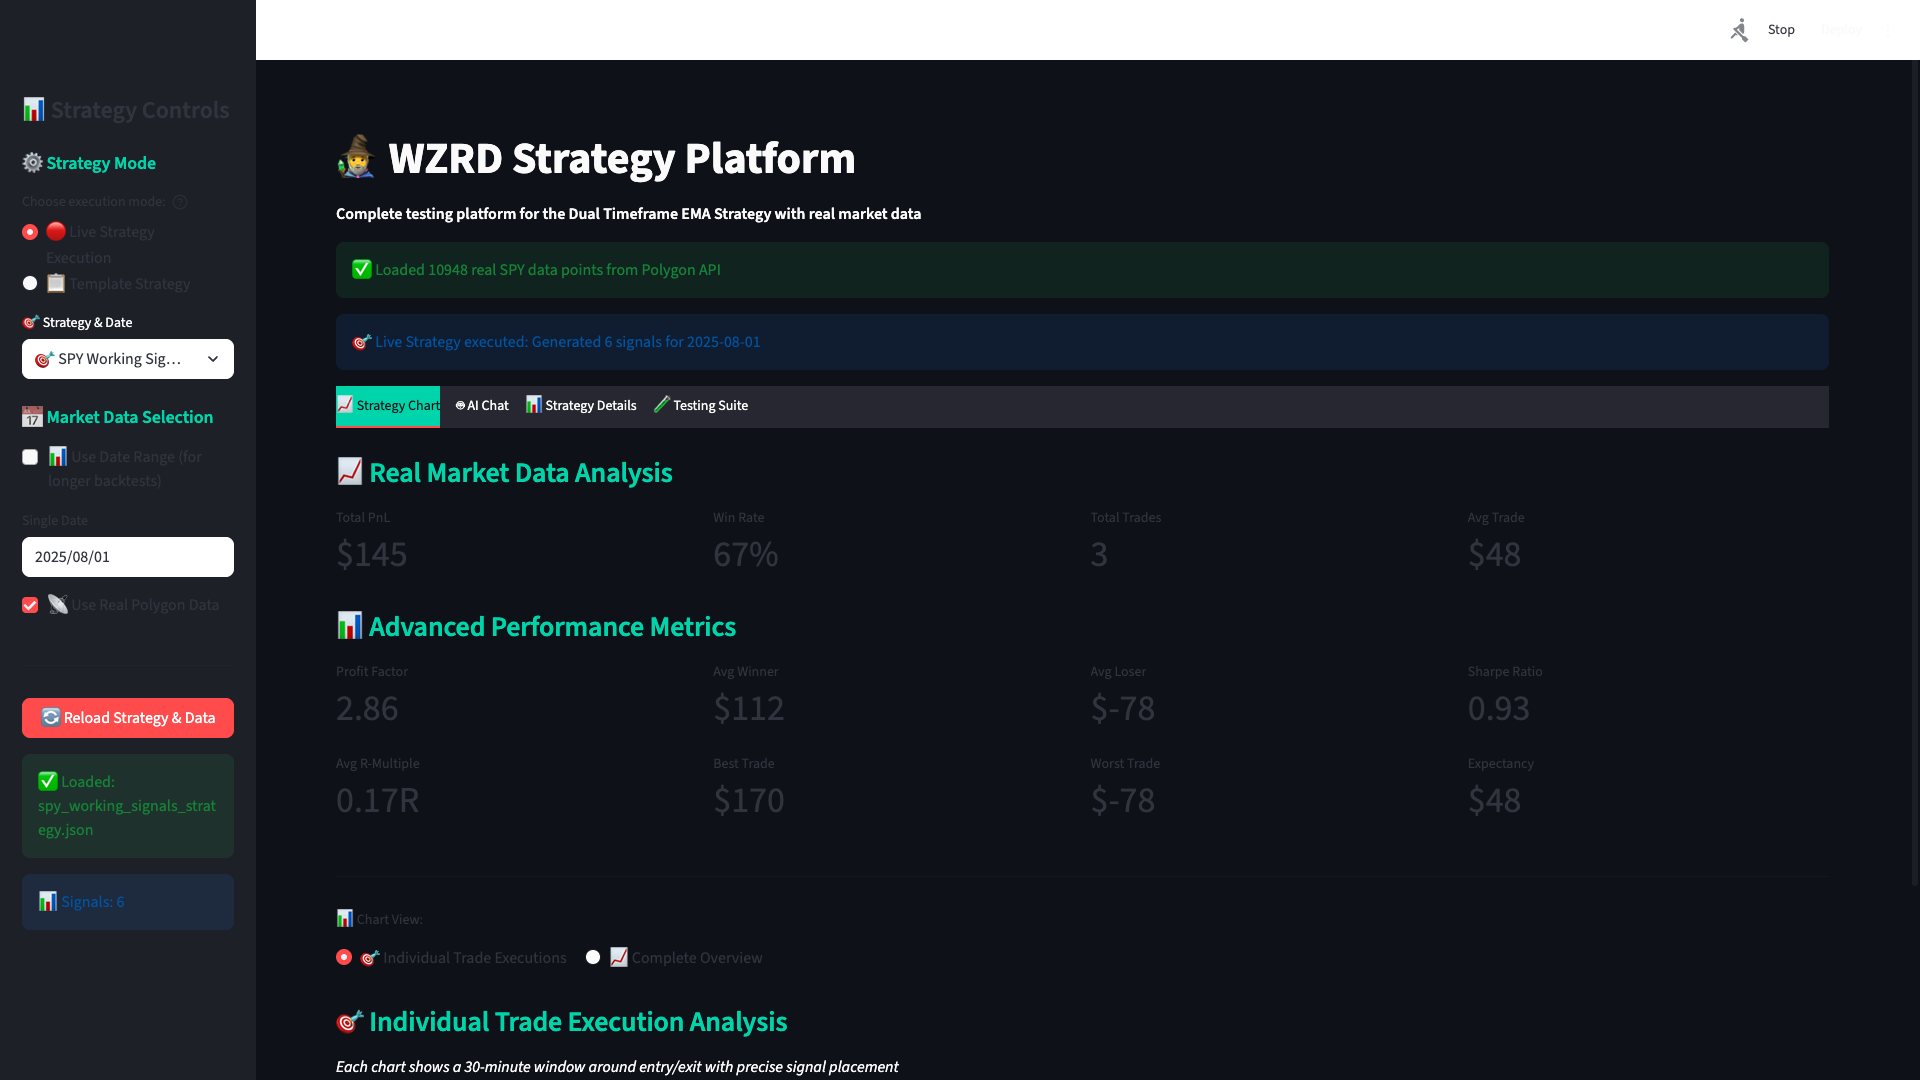 Stop
Strategy Controls
Strategy Mode
Choose execution mode:
Live Strategy
Execution
Template Strategy
Strategy & Date
SPY Working Sig...
Market Data Selection
Use Date Range (for
longer backtests)
Single Date
2025/08/01
Use Real Polygon Data
Reload Strategy & Data
Loaded:
spy_working_signals_strat
egy.json
Signals: 6
WZRD Strategy Platform
Complete testing platform for the Dual Timeframe EMA Strategy with real market data
Loaded 10948 real SPY data points from Polygon API
Live Strategy executed: Generated 6 signals for 2025-08-01
Strategy Chart AI Chat Strategy Details Testing Suite
Real Market Data Analysis
Total PnL Win Rate Total Trades Avg Trade
$145 67% 3 $48
Advanced Performance Metrics
Profit Factor Avg Winner Avg Loser Sharpe Ratio
2.86 $112 $-78 0.93
Avg R-Multiple Best Trade Worst Trade Expectancy
0.17R $170 $-78 $48
Chart View:
Individual Trade Executions Complete Overview
Individual Trade Execution Analysis
Each chart shows a 30-minute window around entry/exit with precise signal placement